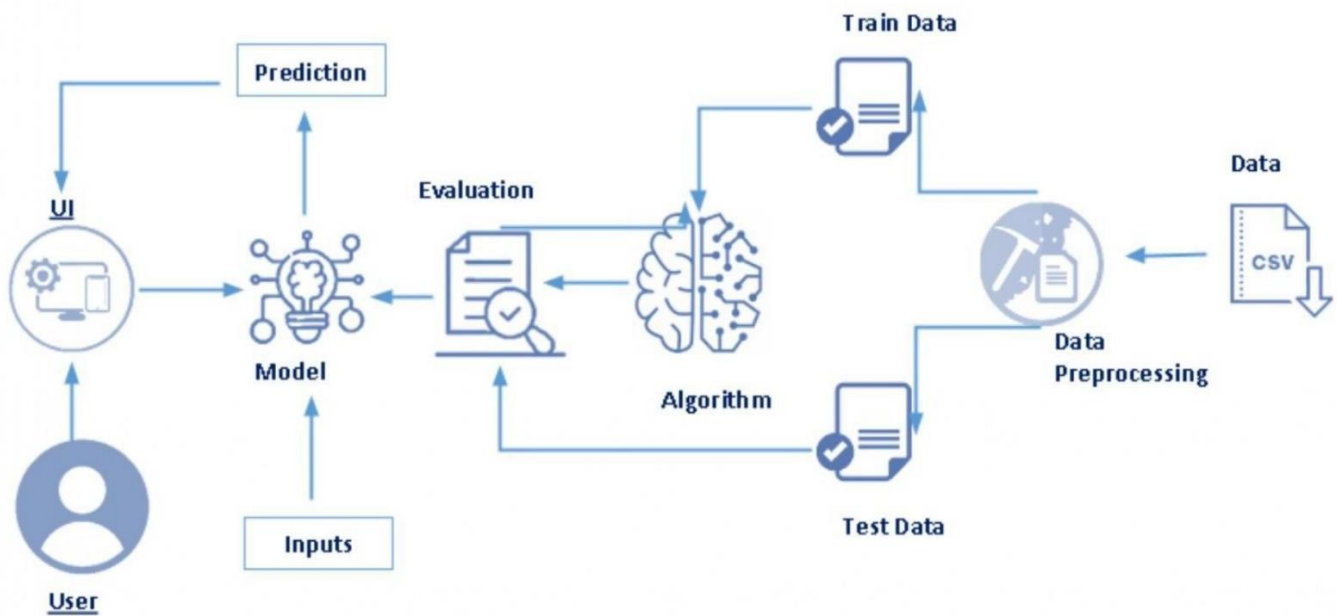 Train Data
Prediction
Data
Evaluation
UI
CSV
Model
Data
Preprocessing
Algorithm
Test Data
Inputs
User